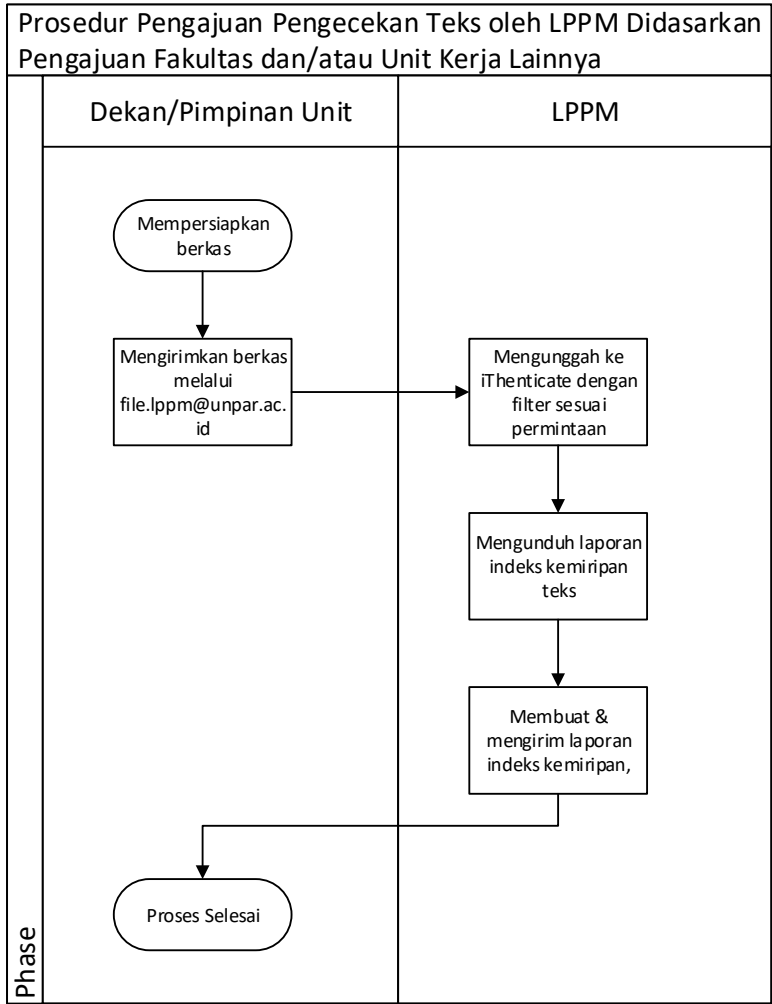 Prosedur Pengajuan Pengecekan Teks oleh LPPM Didasarkan
Pengajuan Fakultas dan/atau Unit Kerja Lainnya
Dekan/Pimpinan Unit
LPPM
Mempersiapkan
berkas
Mengirimkan berkas
melalui
file.lppm@unpar.ac.
id
Mengunggah ke
iThenticate dengan
filter sesuai
permintaan
Mengunduh laporan
indeks kemiripan
teks
Membuat &
mengirim laporan
indeks kemiripan,
Proses Selesai
Phase